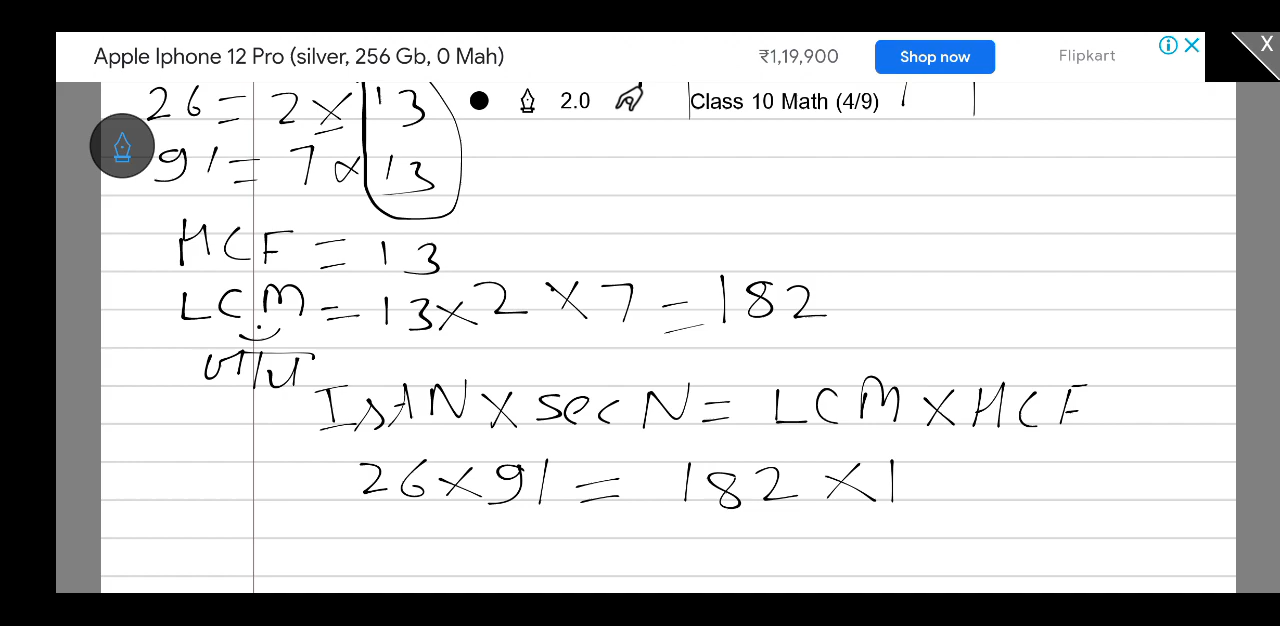 Apple Iphone 12 Pro (silver, 256 Gb, 0 Mah) ₹1,19,900 Shop now Flipkart X
26 = 2 × 13 2.0 Class 10 Math (4/9)
91 = 7 × 13
HCF = 13
LCM = 13 × 2 × 7 = 182
Ist N × sec N = LCM × HCF
26 × 91 = 182 × 1